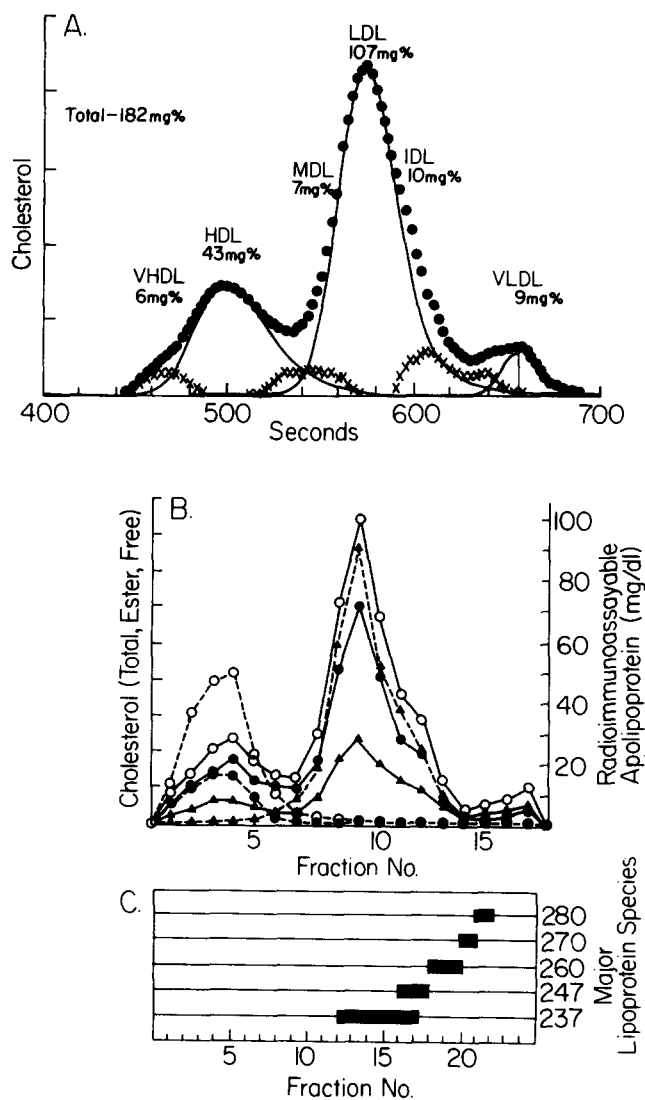 A.
LDL
107mg%
Total-182mg%
MDL
7mg%
IDL
10mg%
HDL
43mg%
VHDL
6mg%
VLDL
9mg%
Cholesterol
400 500 600 700
Seconds
B.
Cholesterol (Total, Ester, Free)
100
80
60
40
20
Radioimmunoassayable
Apolipoprotein (mg/dl)
5 10 15
Fraction No.
C.
280
270
260
247
237
Major
Lipoprotein Species
5 10 15 20
Fraction No.